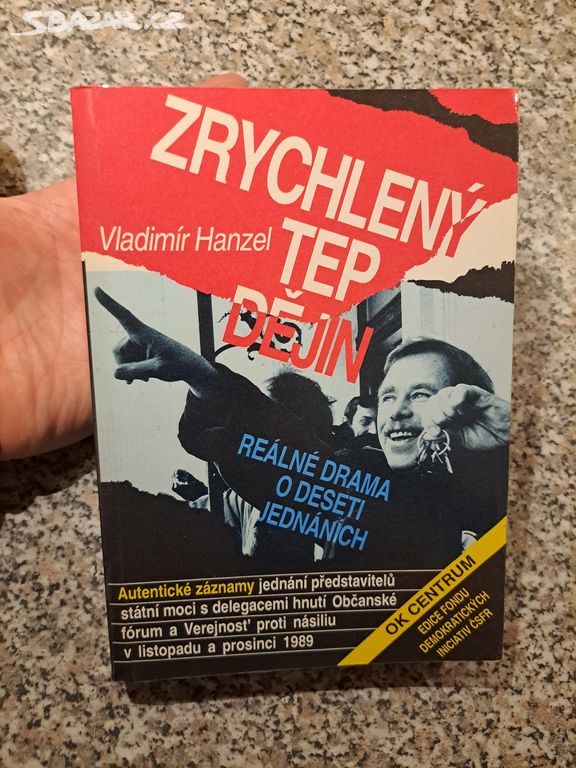 SBAZAR.CZ
ZRYCHLENÝ
Vladimír Hanzel
TEP
DĚJIN
REÁLNÉ DRAMA
O DESETI
JEDNÁNÍCH
Autentické záznamy jednání představitelů
státní moci s delegacemi hnutí Občanské
fórum a Verejnosť proti násiliu
v listopadu a prosinci 1989
OK CENTRUM
EDICE FONDU
DEMOKRATICKÝCH
INICIATIV ČSFR